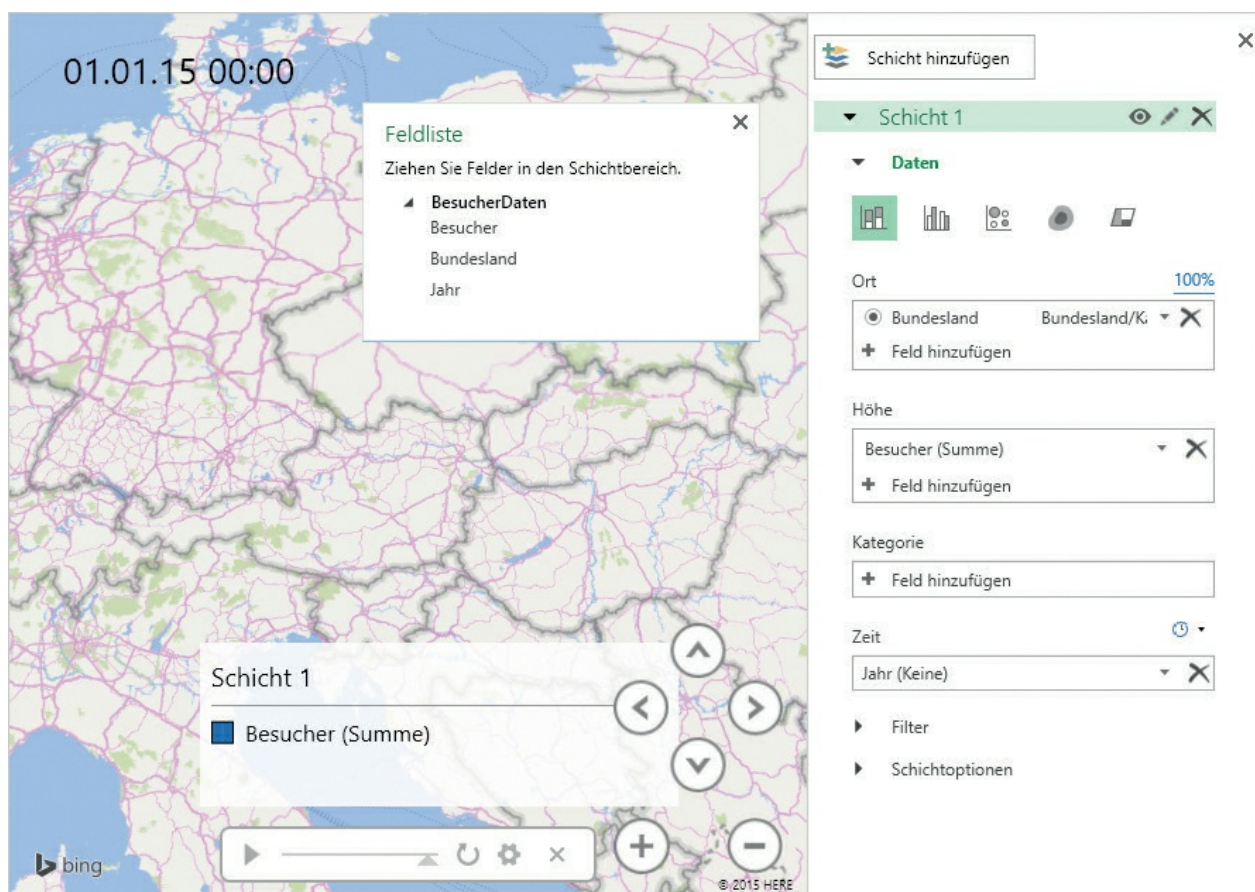 01.01.15 00:00
Feldliste
Ziehen Sie Felder in den Schichtbereich.
BesucherDaten
Besucher
Bundesland
Jahr
Schicht 1
Besucher (Summe)
bing
© 2015 HERE
Schicht hinzufügen
Schicht 1
Daten
Ort 100%
Bundesland Bundesland/Ka
Feld hinzufügen
Höhe
Besucher (Summe)
Feld hinzufügen
Kategorie
Feld hinzufügen
Zeit
Jahr (Keine)
Filter
Schichtoptionen